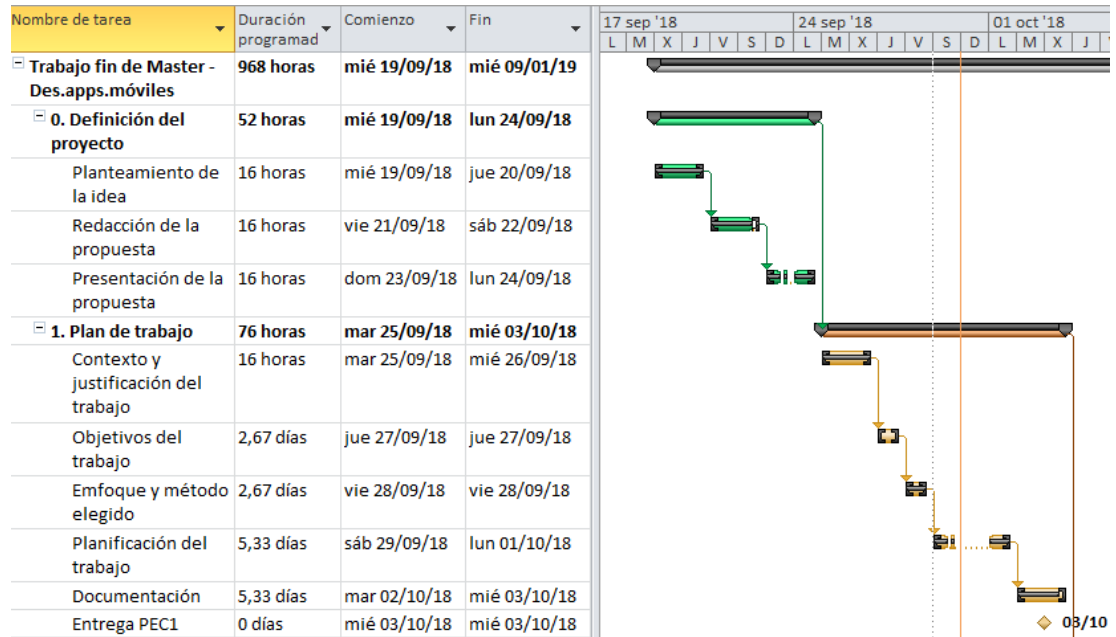 Nombre de tarea Duración programad Comienzo Fin
17 sep '18 24 sep '18 01 oct '18
L M X J V S D L M X J V S D L M X J
Trabajo fin de Master - 968 horas mié 19/09/18 mié 09/01/19
Des.apps.móviles
0. Definición del 52 horas mié 19/09/18 lun 24/09/18
proyecto
Planteamiento de 16 horas mié 19/09/18 jue 20/09/18
la idea
Redacción de la 16 horas vie 21/09/18 sáb 22/09/18
propuesta
Presentación de la 16 horas dom 23/09/18 lun 24/09/18
propuesta
1. Plan de trabajo 76 horas mar 25/09/18 mié 03/10/18
Contexto y 16 horas mar 25/09/18 mié 26/09/18
justificación del
trabajo
Objetivos del 2,67 días jue 27/09/18 jue 27/09/18
trabajo
Emfoque y método 2,67 días vie 28/09/18 vie 28/09/18
elegido
Planificación del 5,33 días sáb 29/09/18 lun 01/10/18
trabajo
Documentación 5,33 días mar 02/10/18 mié 03/10/18
Entrega PEC1 0 días mié 03/10/18 mié 03/10/18 03/10